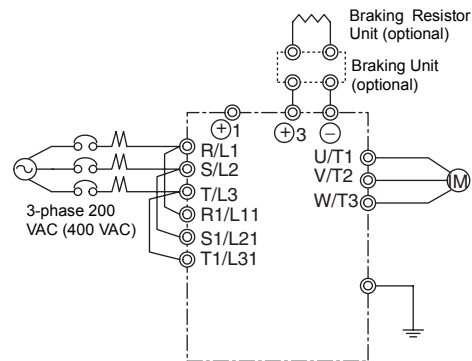 Braking Resistor
Unit (optional)
Braking Unit
(optional)
+1
+3
−
R/L1
S/L2
T/L3
R1/L11
S1/L21
T1/L31
U/T1
V/T2
W/T3
M
3-phase 200
VAC (400 VAC)